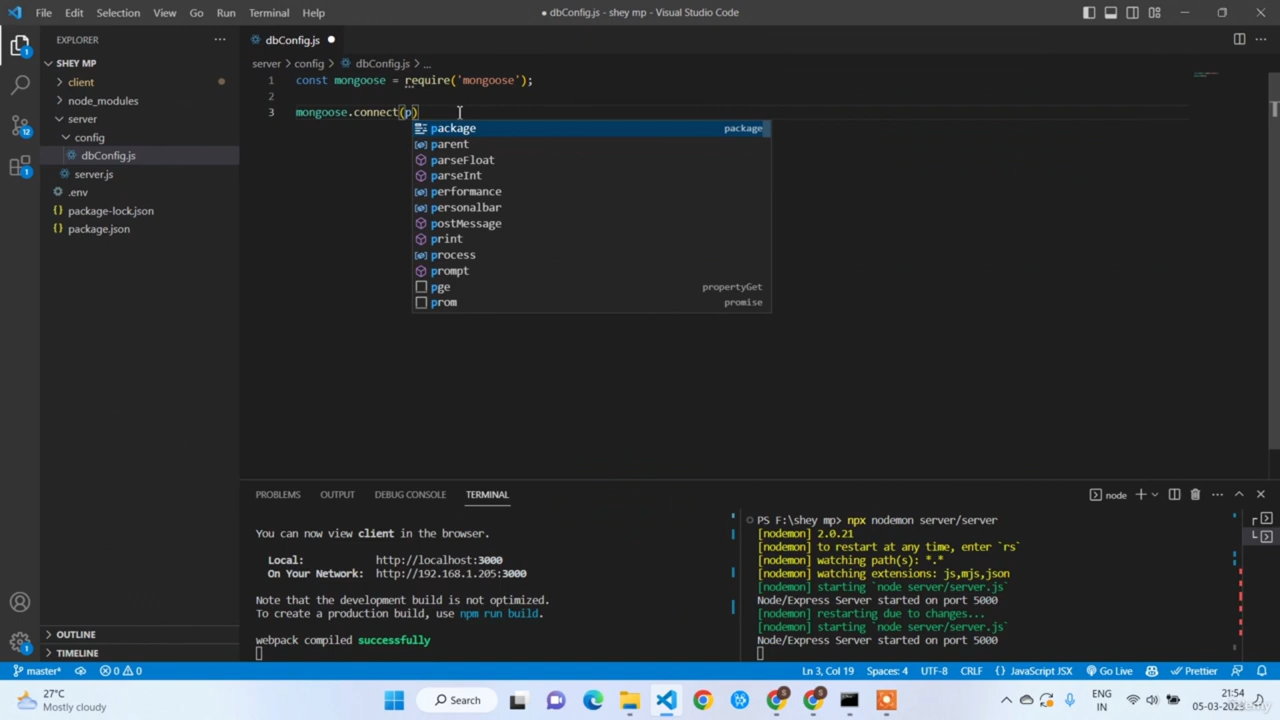 File Edit Selection View Go Run Terminal Help
● dbConfig.js - shey mp - Visual Studio Code
EXPLORER
SHEY MP
client
node_modules
server
config
dbConfig.js
server.js
.env
package-lock.json
package.json
OUTLINE
TIMELINE
dbConfig.js
server > config > dbConfig.js > ...
1 const mongoose = require('mongoose');
2
3 mongoose.connect(p)
package package
parent
parseFloat
parseInt
performance
personalbar
postMessage
print
process
prompt
pge propertyGet
prom promise
PROBLEMS OUTPUT DEBUG CONSOLE TERMINAL
node
You can now view client in the browser.
Local: http://localhost:3000
On Your Network: http://192.168.1.205:3000
Note that the development build is not optimized.
To create a production build, use npm run build.
webpack compiled successfully
PS F:\shey mp> npx nodemon server/server
[nodemon] 2.0.21
[nodemon] to restart at any time, enter `rs`
[nodemon] watching path(s): *.*
[nodemon] watching extensions: js,mjs,json
[nodemon] starting `node server/server.js`
Node/Express Server started on port 5000
[nodemon] restarting due to changes...
[nodemon] starting `node server/server.js`
Node/Express Server started on port 5000
master* 0 0
Ln 3, Col 19 Spaces: 4 UTF-8 CRLF {} JavaScript JSX Go Live Prettier
27°C
Mostly cloudy
Search
ENG
IN
21:54
05-03-2023